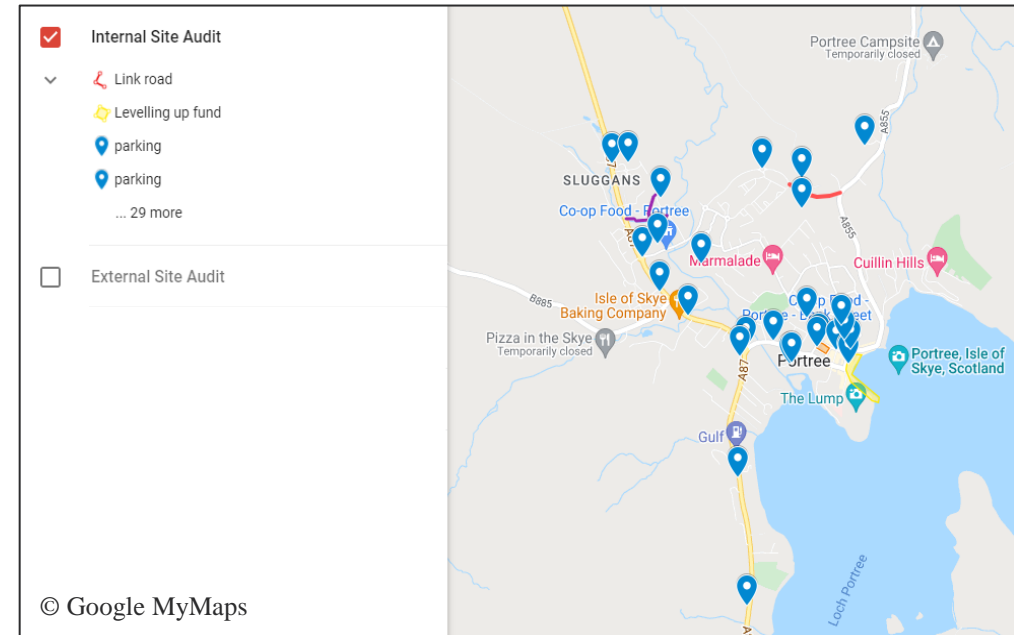 Internal Site Audit
Link road
Levelling up fund
parking
parking
... 29 more
External Site Audit
© Google MyMaps
Portree Campsite
Temporarily closed
A855
SLUGGANS
Co-op Food - Portree
A87
A855
Marmalade
Cuillin Hills
B885
Isle of Skye
Baking Company
Pizza in the Skye
Temporarily closed
Portree
Portree, Isle of
Skye, Scotland
A87
The Lump
Gulf
Loch Portree